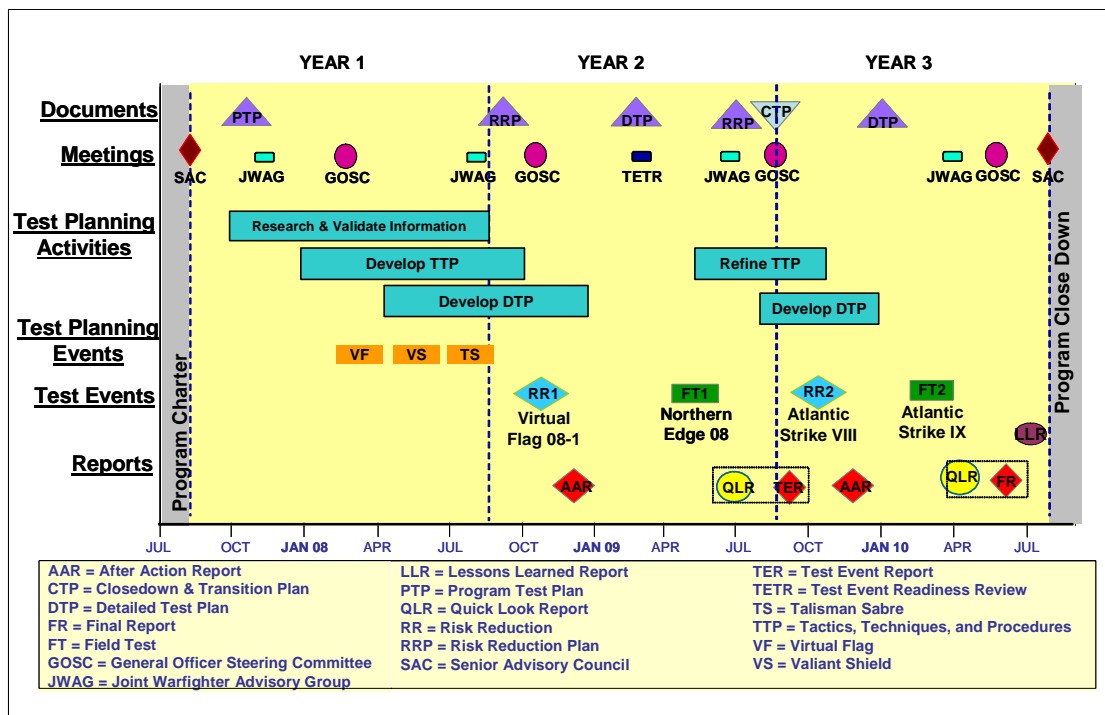 YEAR 1 YEAR 2 YEAR 3
Documents
PTP RRP DTP RRP CTP DTP
Meetings
SAC JWAG GOSC JWAG GOSC TETR JWAG GOSC JWAG GOSC SAC
Test Planning
Activities
Research & Validate Information
Develop TTP Refine TTP
Develop DTP Develop DTP
Test Planning
Events
VF VS TS
Test Events
RR1 FT1 RR2 FT2
Virtual
Flag 08-1
Northern
Edge 08
Atlantic
Strike VIII
Atlantic
Strike IX
LLR
Reports
AAR QLR TER AAR QLR FR
Program Charter
Program Close Down
JUL OCT JAN 08 APR JUL OCT JAN 09 APR JUL OCT JAN 10 APR JUL
AAR = After Action Report
CTP = Closedown & Transition Plan
DTP = Detailed Test Plan
FR = Final Report
FT = Field Test
GOSC = General Officer Steering Committee
JWAG = Joint Warfighter Advisory Group
LLR = Lessons Learned Report
PTP = Program Test Plan
QLR = Quick Look Report
RR = Risk Reduction
RRP = Risk Reduction Plan
SAC = Senior Advisory Council
TER = Test Event Report
TETR = Test Event Readiness Review
TS = Talisman Sabre
TTP = Tactics, Techniques, and Procedures
VF = Virtual Flag
VS = Valiant Shield